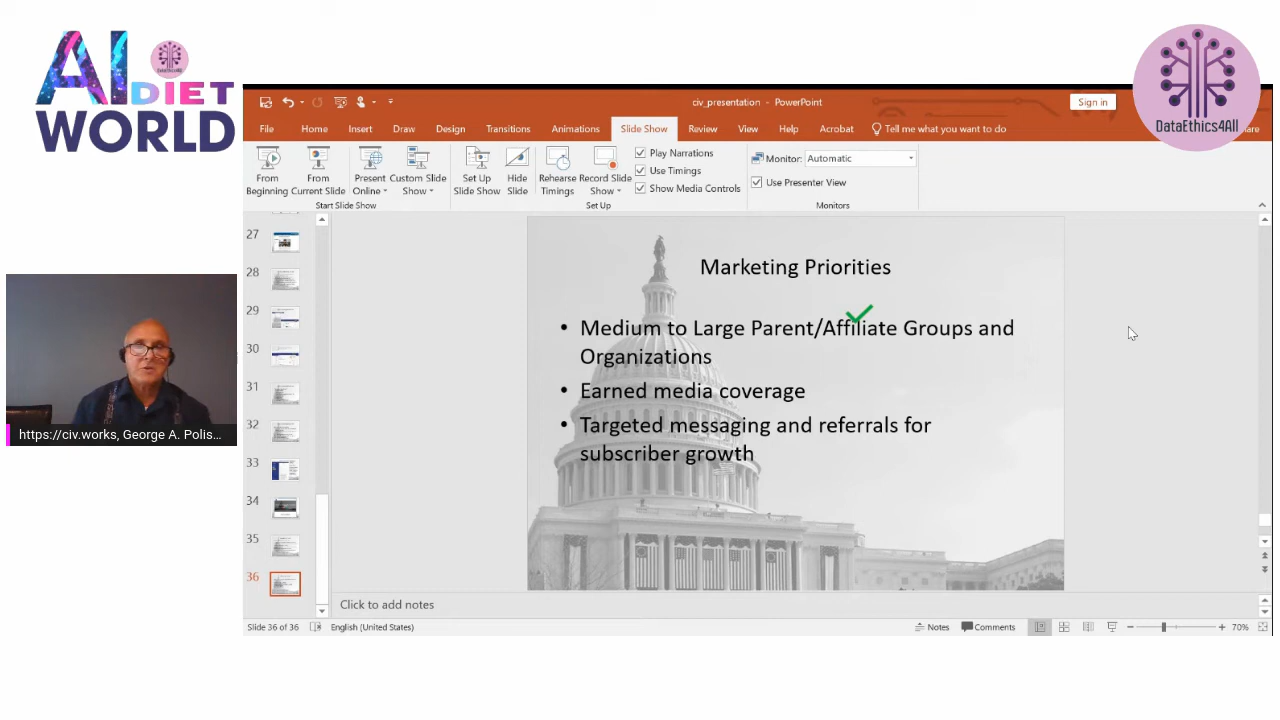 AI DIET
DataEthics4All
WORLD
DataEthics4All
civ_presentation - PowerPoint
Sign in
File Home Insert Draw Design Transitions Animations Slide Show Review View Help Acrobat Tell me what you want to do
From Beginning
From Current Slide
Present Online
Custom Slide Show
Start Slide Show
Set Up Slide Show
Hide Slide
Rehearse Timings
Record Slide Show
Play Narrations
Use Timings
Show Media Controls
Set Up
Monitor: Automatic
Use Presenter View
Monitors
27
28
29
30
31
32
33
34
35
36
Marketing Priorities
• Medium to Large Parent/Affiliate Groups and
Organizations
• Earned media coverage
• Targeted messaging and referrals for
subscriber growth
https://civ.works, George A. Polis...
Click to add notes
Slide 36 of 36 English (United States) Notes Comments 70%